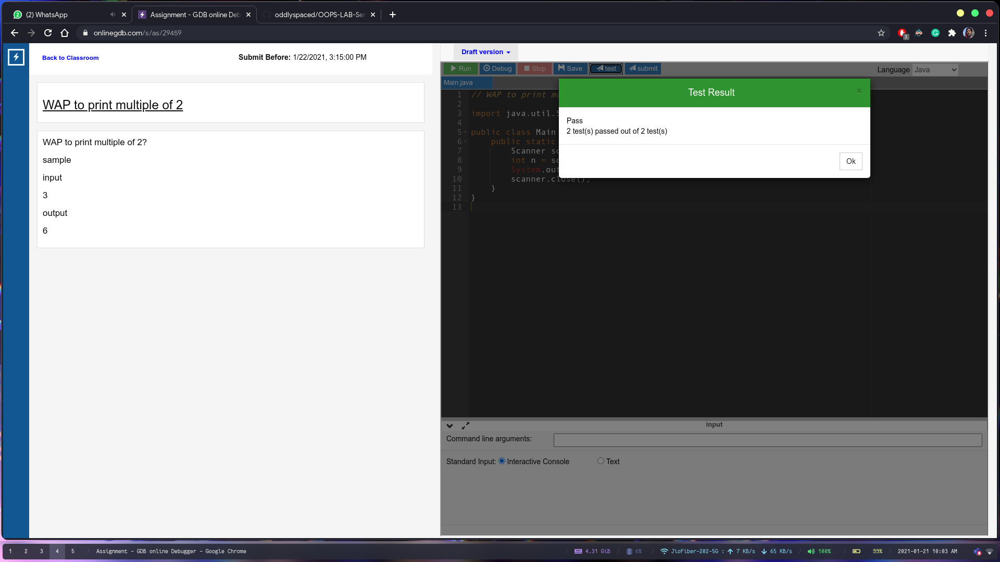 (2) WhatsApp
Assignment - GDB online Deb
oddlyspaced/OOPS-LAB-Sem
onlinegdb.com/s/as/29459
3
Back to Classroom
Submit Before: 1/22/2021, 3:15:00 PM
Draft version
Run
Debug
Stop
Save
test
submit
Language
Java
WAP to print multiple of 2
WAP to print multiple of 2?
sample
input
3
output
6
Main.java
1 // WAP to print mu
2
3 import java.util.S
4
5 public class Main
6 public static
7 Scanner sc
8 int n = sc
9 System.out
10 scanner.close();
11 }
12 }
13
Test Result
×
Pass
2 test(s) passed out of 2 test(s)
Ok
input
Command line arguments:
Standard Input: Interactive Console Text
1 2 3 4 5 / Assignment - GDB online Debugger - Google Chrome
/ 4.31 GiB / 6% / JioFiber-202-5G : 7 KB/s 65 KB/s / 100% / 99% / 2021-01-21 10:03 AM